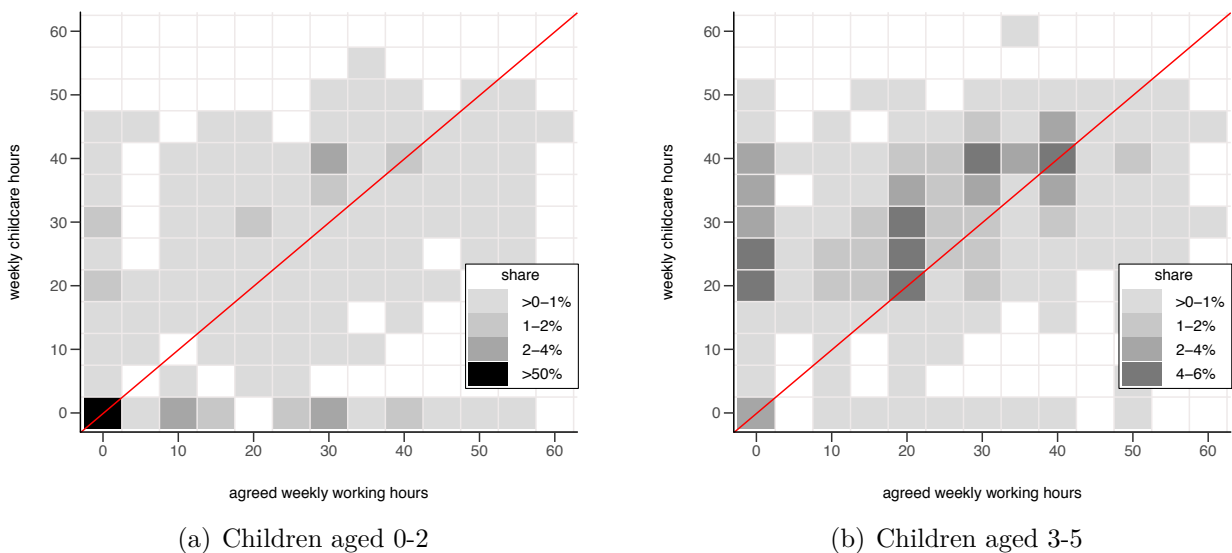 60
50
40
30
20
10
0
weekly childcare hours
0 10 20 30 40 50 60
agreed weekly working hours
share
>0−1%
1−2%
2−4%
>50%
(a) Children aged 0-2
60
50
40
30
20
10
0
weekly childcare hours
0 10 20 30 40 50 60
agreed weekly working hours
share
>0−1%
1−2%
2−4%
4−6%
(b) Children aged 3-5